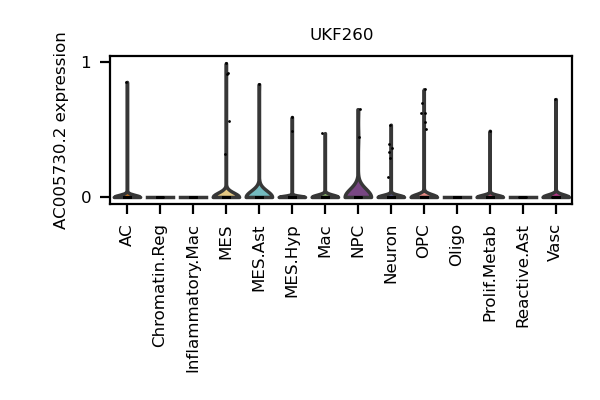 UKF260
AC005730.2 expression
1
0
AC
Chromatin.Reg
Inflammatory.Mac
MES
MES.Ast
MES.Hyp
Mac
NPC
Neuron
OPC
Oligo
Prolif.Metab
Reactive.Ast
Vasc